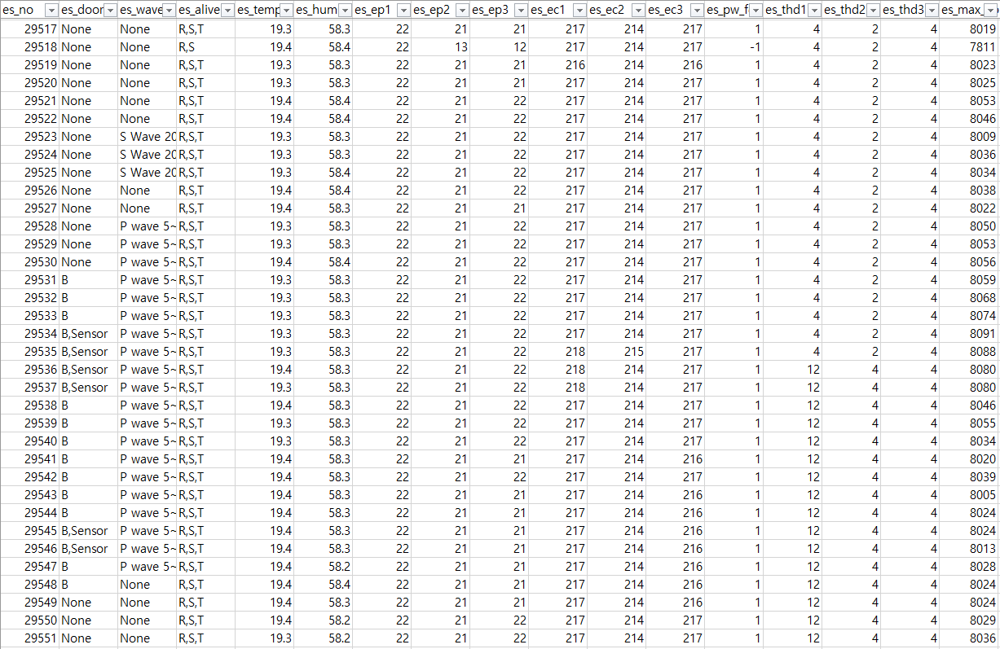 es_no es_door es_wave es_alive es_temp es_hum es_ep1 es_ep2 es_ep3 es_ec1 es_ec2 es_ec3 es_pw_f es_thd1 es_thd2 es_thd3 es_max_
29517 None None R,S,T 19.3 58.3 22 21 21 217 214 217 1 4 2 4 8019
29518 None None R,S 19.4 58.4 22 13 12 217 214 217 -1 4 2 4 7811
29519 None None R,S,T 19.3 58.3 22 21 21 216 214 216 1 4 2 4 8023
29520 None None R,S,T 19.3 58.3 22 21 21 217 214 217 1 4 2 4 8025
29521 None None R,S,T 19.4 58.4 22 21 22 217 214 217 1 4 2 4 8053
29522 None None R,S,T 19.4 58.4 22 21 22 217 214 217 1 4 2 4 8046
29523 None S Wave 20 R,S,T 19.3 58.3 22 21 22 217 214 217 1 4 2 4 8009
29524 None S Wave 20 R,S,T 19.3 58.3 22 21 22 217 214 217 1 4 2 4 8036
29525 None S Wave 20 R,S,T 19.3 58.4 22 21 22 217 214 217 1 4 2 4 8034
29526 None None R,S,T 19.4 58.4 22 21 22 217 214 217 1 4 2 4 8038
29527 None None R,S,T 19.4 58.3 22 21 21 217 214 217 1 4 2 4 8022
29528 None P wave 5~ R,S,T 19.3 58.3 22 21 22 217 214 217 1 4 2 4 8050
29529 None P wave 5~ R,S,T 19.3 58.3 22 21 22 217 214 217 1 4 2 4 8053
29530 None P wave 5~ R,S,T 19.4 58.4 22 21 22 217 214 217 1 4 2 4 8056
29531 B P wave 5~ R,S,T 19.3 58.3 22 21 22 217 214 217 1 4 2 4 8059
29532 B P wave 5~ R,S,T 19.3 58.3 22 21 22 217 214 217 1 4 2 4 8068
29533 B P wave 5~ R,S,T 19.3 58.3 22 21 22 217 214 217 1 4 2 4 8074
29534 B,Sensor P wave 5~ R,S,T 19.3 58.3 22 21 22 217 214 217 1 4 2 4 8091
29535 B,Sensor P wave 5~ R,S,T 19.3 58.3 22 21 22 218 215 217 1 4 2 4 8088
29536 B,Sensor P wave 5~ R,S,T 19.4 58.3 22 21 22 218 214 217 1 12 4 4 8080
29537 B,Sensor P wave 5~ R,S,T 19.3 58.3 22 21 22 218 214 217 1 12 4 4 8080
29538 B P wave 5~ R,S,T 19.4 58.3 22 21 22 217 214 217 1 12 4 4 8046
29539 B P wave 5~ R,S,T 19.3 58.3 22 21 22 217 214 217 1 12 4 4 8055
29540 B P wave 5~ R,S,T 19.3 58.3 22 21 22 217 214 217 1 12 4 4 8034
29541 B P wave 5~ R,S,T 19.4 58.3 22 21 21 217 214 216 1 12 4 4 8020
29542 B P wave 5~ R,S,T 19.4 58.3 22 21 22 217 214 217 1 12 4 4 8039
29543 B P wave 5~ R,S,T 19.4 58.3 22 21 21 217 214 216 1 12 4 4 8005
29544 B P wave 5~ R,S,T 19.4 58.3 22 21 21 217 214 216 1 12 4 4 8024
29545 B,Sensor P wave 5~ R,S,T 19.4 58.3 22 21 21 217 214 216 1 12 4 4 8024
29546 B,Sensor P wave 5~ R,S,T 19.4 58.3 22 21 21 217 214 216 1 12 4 4 8013
29547 B P wave 5~ R,S,T 19.4 58.2 22 21 21 217 214 216 1 12 4 4 8028
29548 B None R,S,T 19.4 58.4 22 21 21 217 214 216 1 12 4 4 8024
29549 None None R,S,T 19.4 58.3 22 21 21 217 214 216 1 12 4 4 8024
29550 None None R,S,T 19.4 58.2 22 21 22 217 214 217 1 12 4 4 8029
29551 None None R,S,T 19.3 58.2 22 21 22 217 214 217 1 12 4 4 8036